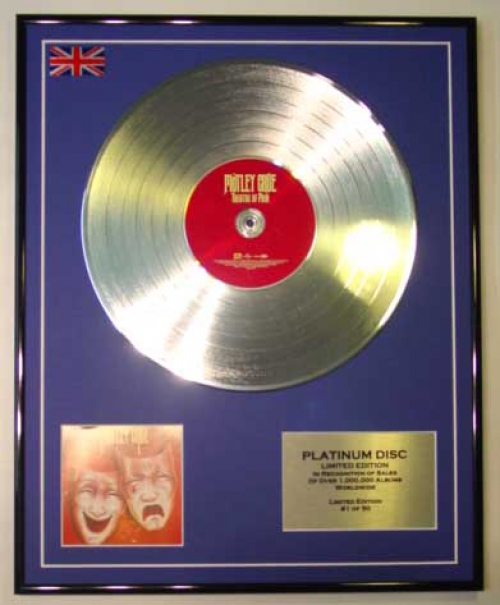 MÖTLEY CRÜE
THEATRE OF PAIN
PLATINUM DISC
LIMITED EDITION
IN RECOGNITION OF SALES
OF OVER 1,000,000 ALBUMS
WORLDWIDE
LIMITED EDITION
#1 OF 50